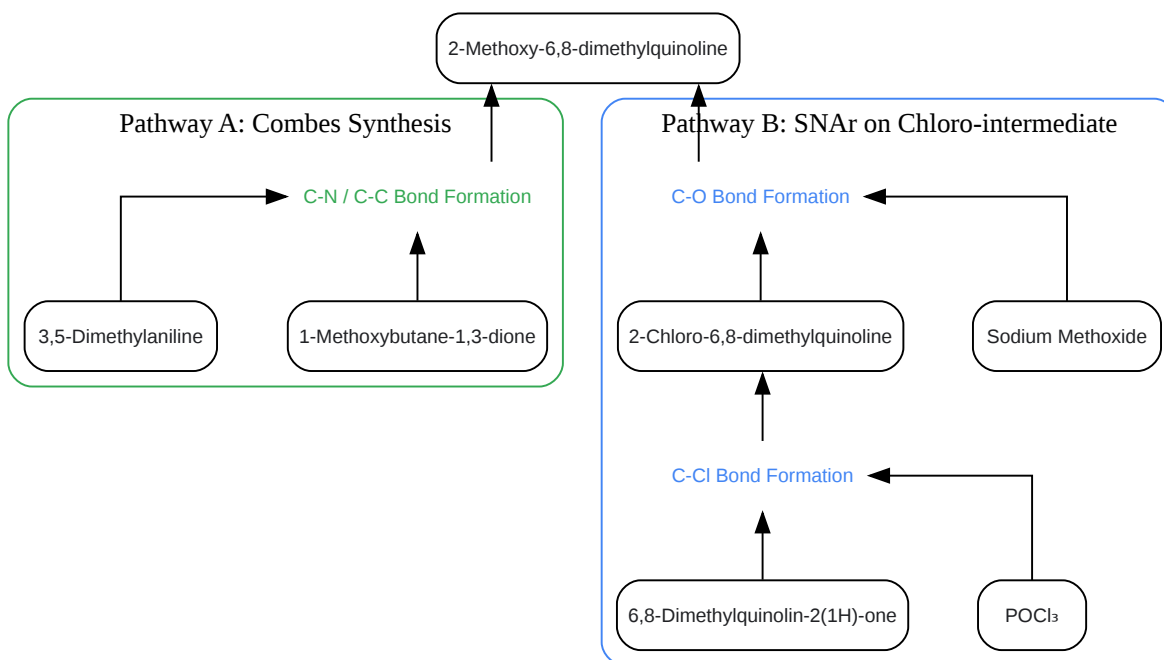 2-Methoxy-6,8-dimethylquinoline
Pathway A: Combes Synthesis
Pathway B: SNAr on Chloro-intermediate
C-N / C-C Bond Formation
C-O Bond Formation
3,5-Dimethylaniline
1-Methoxybutane-1,3-dione
2-Chloro-6,8-dimethylquinoline
Sodium Methoxide
C-Cl Bond Formation
6,8-Dimethylquinolin-2(1H)-one
POCl₃